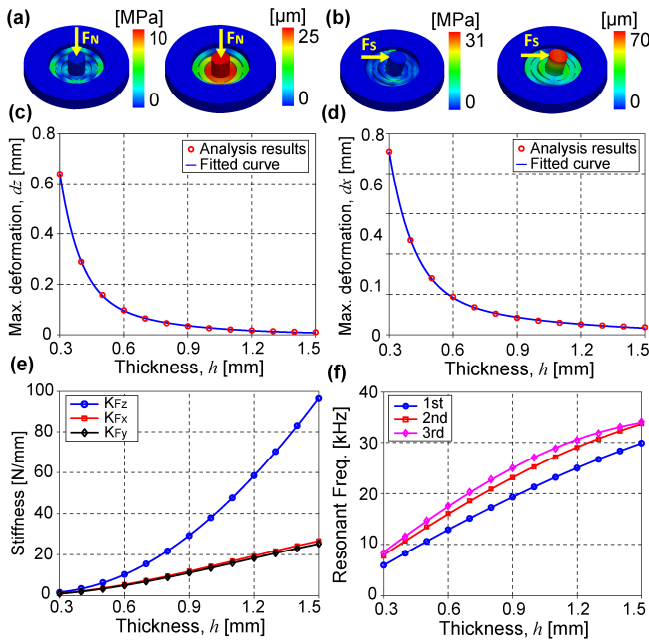 (a) [MPa] [µm] (b) [MPa] [µm]
F_N 10 F_N 25 F_S 31 F_S 70
0 0 0 0
(c) (d)
Max. deformation, dz [mm]
0.8
0.6
0.4
0.2
0
Analysis results
Fitted curve
0.3 0.6 0.9 1.2 1.5
Thickness, h [mm]
Max. deformation, dx [mm]
0.8
0.6
0.4
0.1
0
Analysis results
Fitted curve
0.3 0.6 0.9 1.2 1.5
Thickness, h [mm]
(e) (f)
Stiffness [N/mm]
100
80
60
40
20
0
KFz
KFx
KFy
0.3 0.6 0.9 1.2 1.5
Thickness, h [mm]
Resonant Freq. [kHz]
40
30
20
10
0
1st
2nd
3rd
0.3 0.6 0.9 1.2 1.5
Thickness, h [mm]